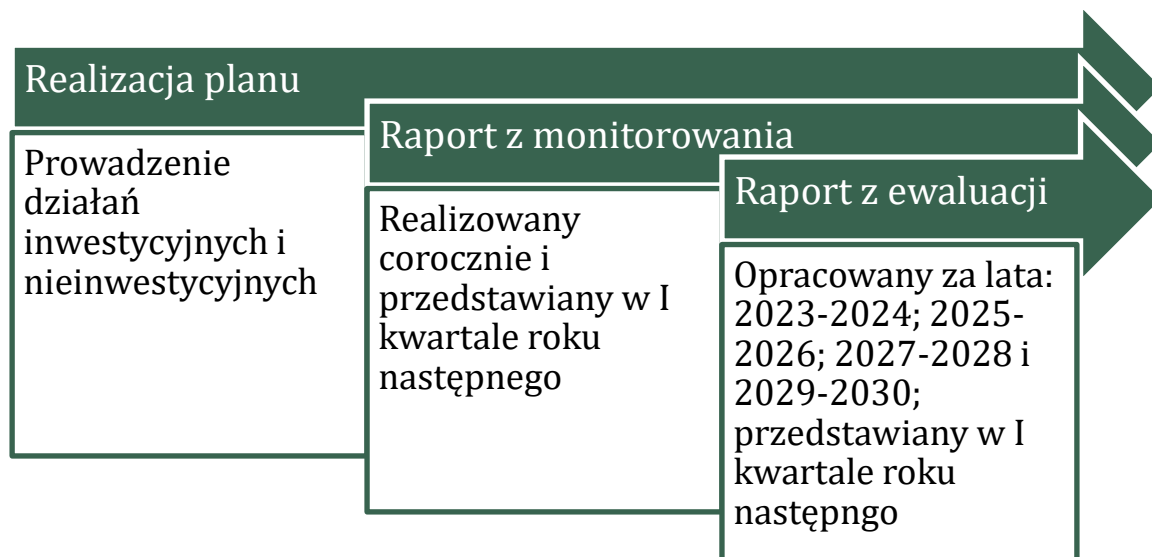 Realizacja planu
Prowadzenie
działań
inwestycyjnych i
nieinwestycyjnych
Raport z monitorowania
Realizowany
corocznie i
przedstawiany w I
kwartale roku
następnego
Raport z ewaluacji
Opracowany za lata:
2023-2024; 2025-
2026; 2027-2028 i
2029-2030;
przedstawiany w I
kwartale roku
następngo